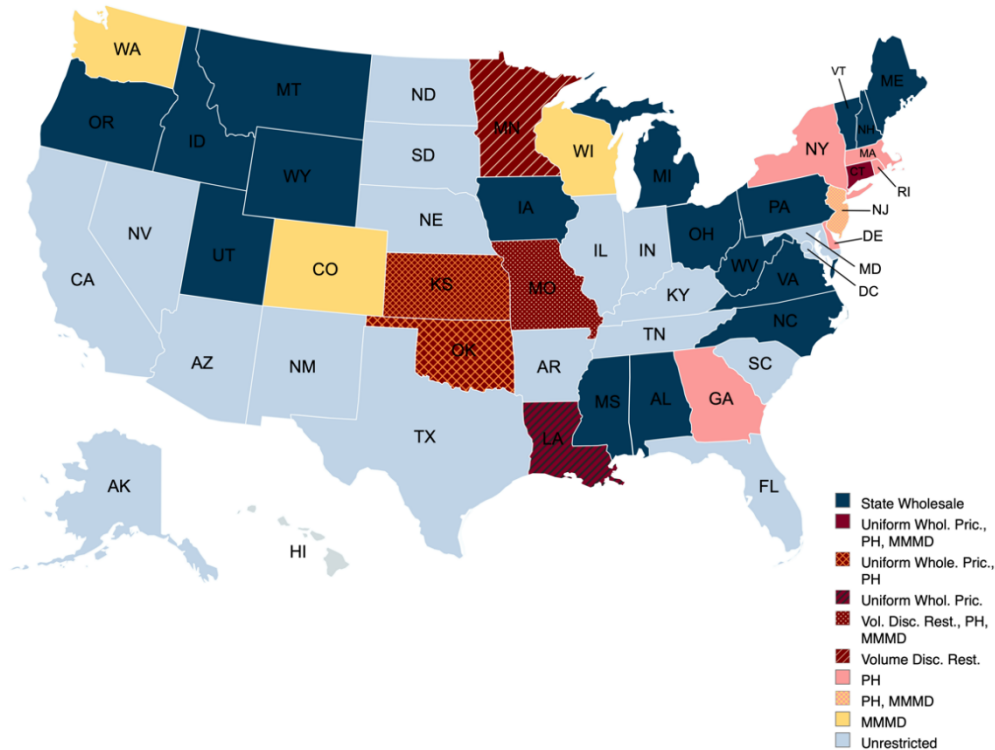 WA
MT
ND
MN
VT
ME
OR
ID
SD
WI
NY
NH
MA
CT
RI
WY
MI
IA
NE
PA
NJ
NV
UT
CO
IL
IN
OH
WV
VA
DE
MD
DC
CA
KS
MO
KY
NC
AZ
NM
OK
AR
TN
SC
MS
AL
GA
TX
LA
AK
HI
FL
State Wholesale
Uniform Whol. Pric.,
PH, MMMD
Uniform Whole. Pric.,
PH
Uniform Whol. Pric.
Vol. Disc. Rest., PH,
MMMD
Volume Disc. Rest.
PH
PH, MMMD
MMMD
Unrestricted